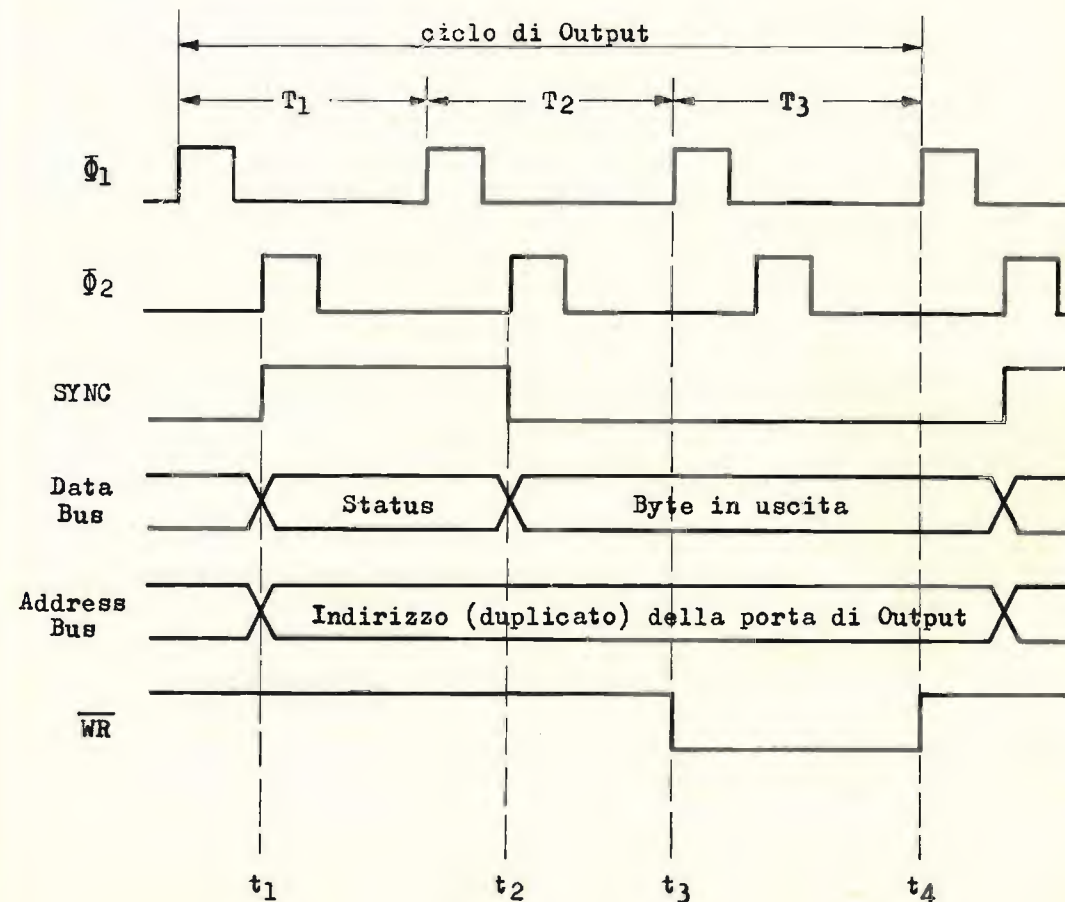 ciclo di Output
T1 T2 T3
Φ1
Φ2
SYNC
Data Bus
Status
Byte in uscita
Address Bus
Indirizzo (duplicato) della porta di Output
WR
t1 t2 t3 t4